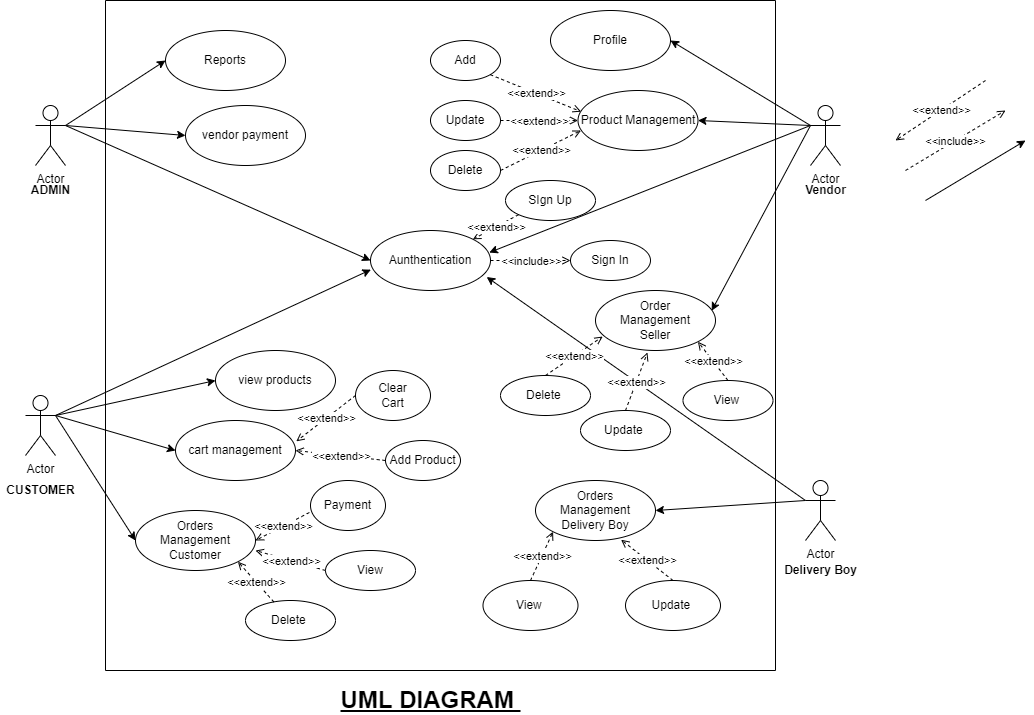 Reports
vendor payment
Actor
ADMIN
Add
<<extend>>
Update
<<extend>>
Delete
<<extend>>
Profile
Product Management
Actor
Vendor
<<extend>>
<<include>>
SIgn Up
<<extend>>
Aunthentication
<<include>>
Sign In
Order
Management
Seller
<<extend>>
<<extend>>
<<extend>>
Delete
Update
View
view products
Clear
Cart
<<extend>>
cart management
<<extend>>
Add Product
Actor
CUSTOMER
Payment
<<extend>>
Orders
Management
Customer
<<extend>>
View
<<extend>>
Delete
Orders
Management
Delivery Boy
<<extend>>
<<extend>>
View
Update
Actor
Delivery Boy
UML DIAGRAM